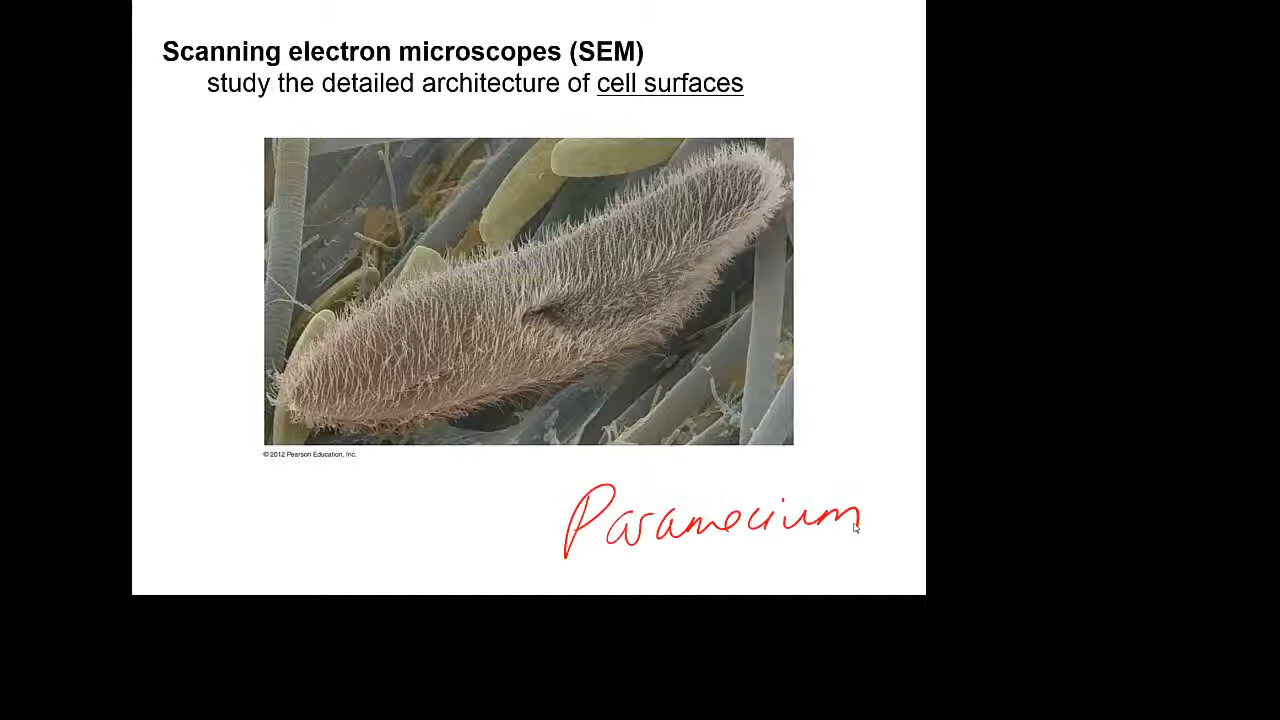 Scanning electron microscopes (SEM)
study the detailed architecture of cell surfaces
© 2012 Pearson Education, Inc.
Paramecium